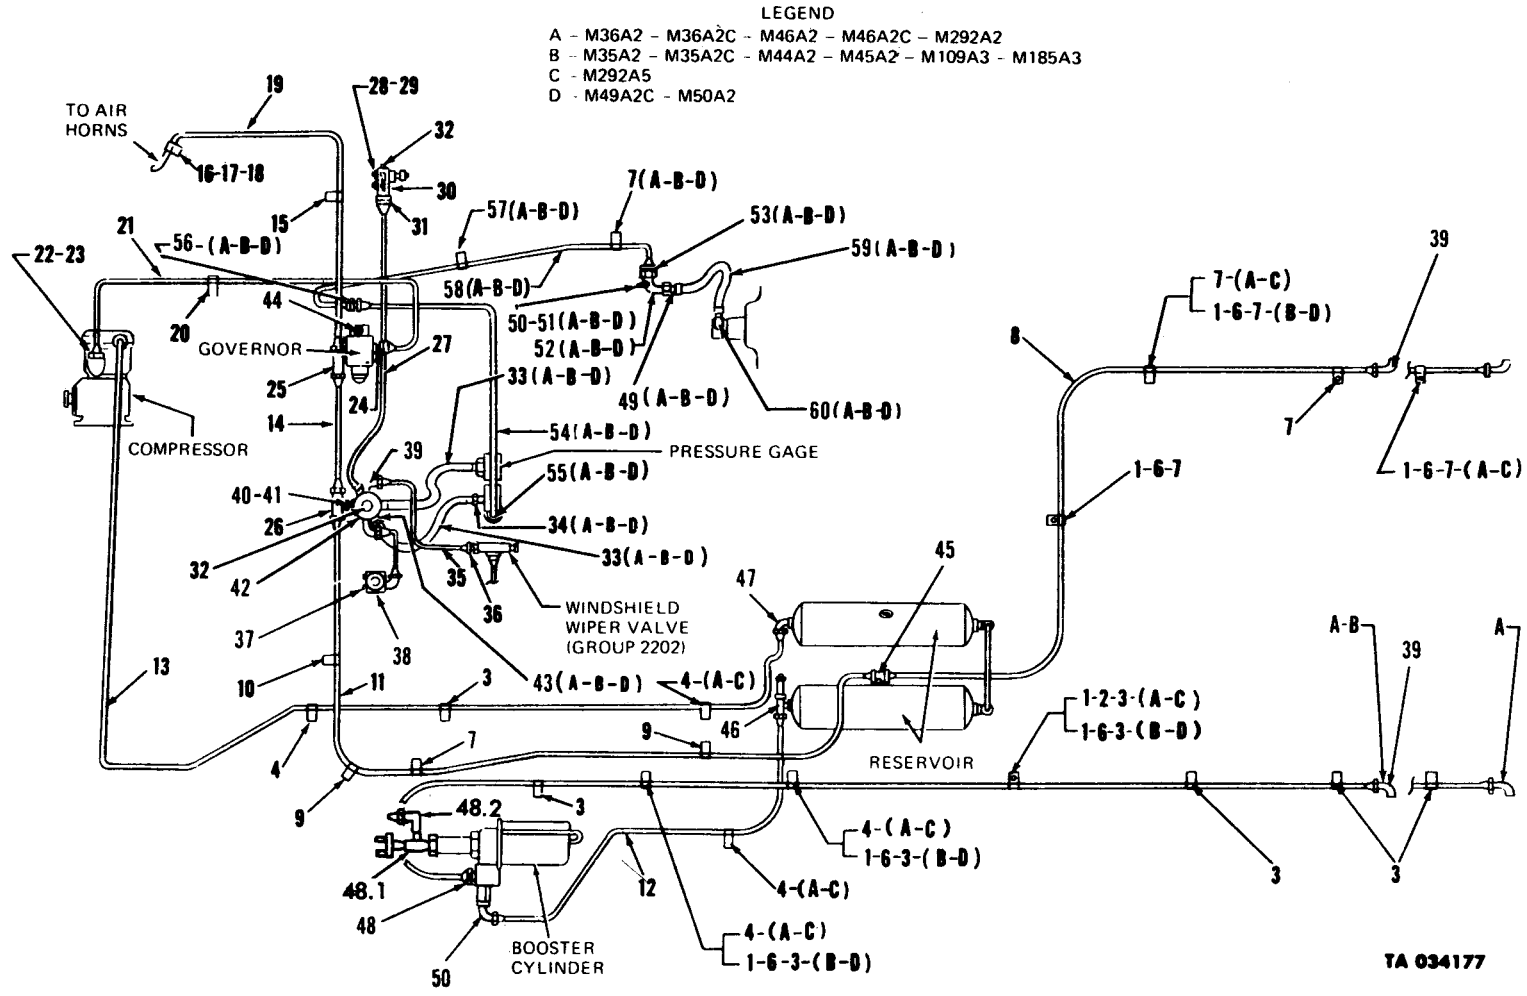 LEGEND
A - M36A2 - M36A2C - M46A2 - M46A2C - M292A2
B - M35A2 - M35A2C - M44A2 - M45A2 - M109A3 - M185A3
C - M292A5
D - M49A2C - M50A2
TO AIR
HORNS
19
28-29
32
16-17-18
30
31
15
7(A-B-D)
57(A-B-D)
53(A-B-D)
59(A-B-D)
39
21
56-(A-B-D)
22-23
58(A-B-D)
7-(A-C)
1-6-7-(B-D)
44
20
50-51(A-B-D)
52(A-B-D)
8
GOVERNOR
27
25
33(A-B-D)
24
49(A-B-D)
60(A-B-D)
14
54(A-B-D)
7
COMPRESSOR
39
PRESSURE GAGE
55(A-B-D)
1-6-7
1-6-7-(A-C)
40-41
26
34(A-B-D)
33(A-B-D)
32
42
35
36
45
47
WINDSHIELD
WIPER VALVE
(GROUP 2202)
37
38
A-B
A
39
13
10
11
43(A-B-D)
3
4-(A-C)
1-2-3-(A-C)
1-6-3-(B-D)
46
9
7
4
RESERVOIR
9
3
48.2
4-(A-C)
1-6-3-(B-D)
48.1
12
4-(A-C)
3
3
48
50
BOOSTER
CYLINDER
4-(A-C)
1-6-3-(B-D)
TA 034177